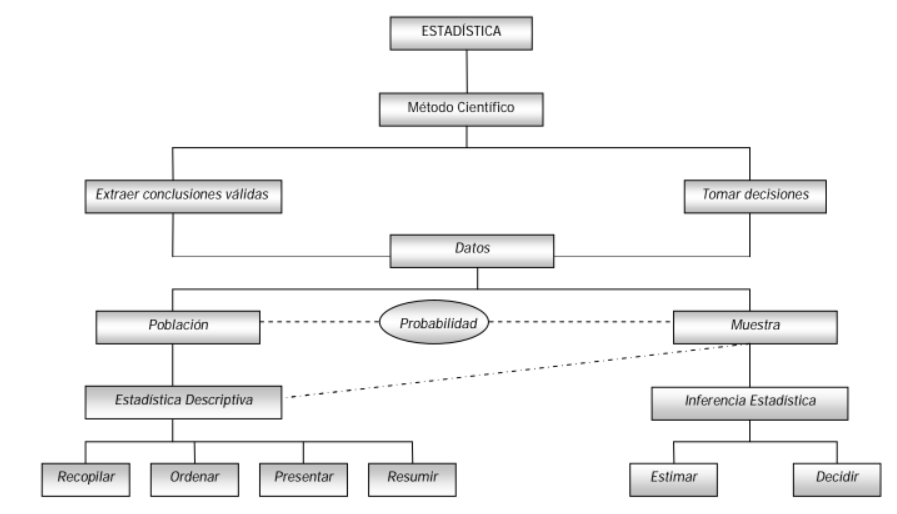 ESTADÍSTICA
Método Científico
Extraer conclusiones válidas
Tomar decisiones
Datos
Población
Probabilidad
Muestra
Estadística Descriptiva
Inferencia Estadística
Recopilar
Ordenar
Presentar
Resumir
Estimar
Decidir